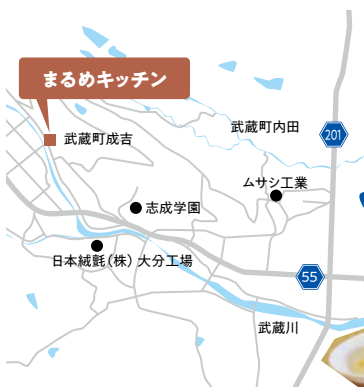 まるめキッチン
武蔵町成吉
武蔵町内田
201
ムサシ工業
志成学園
日本絨氈(株) 大分工場
55
武蔵川